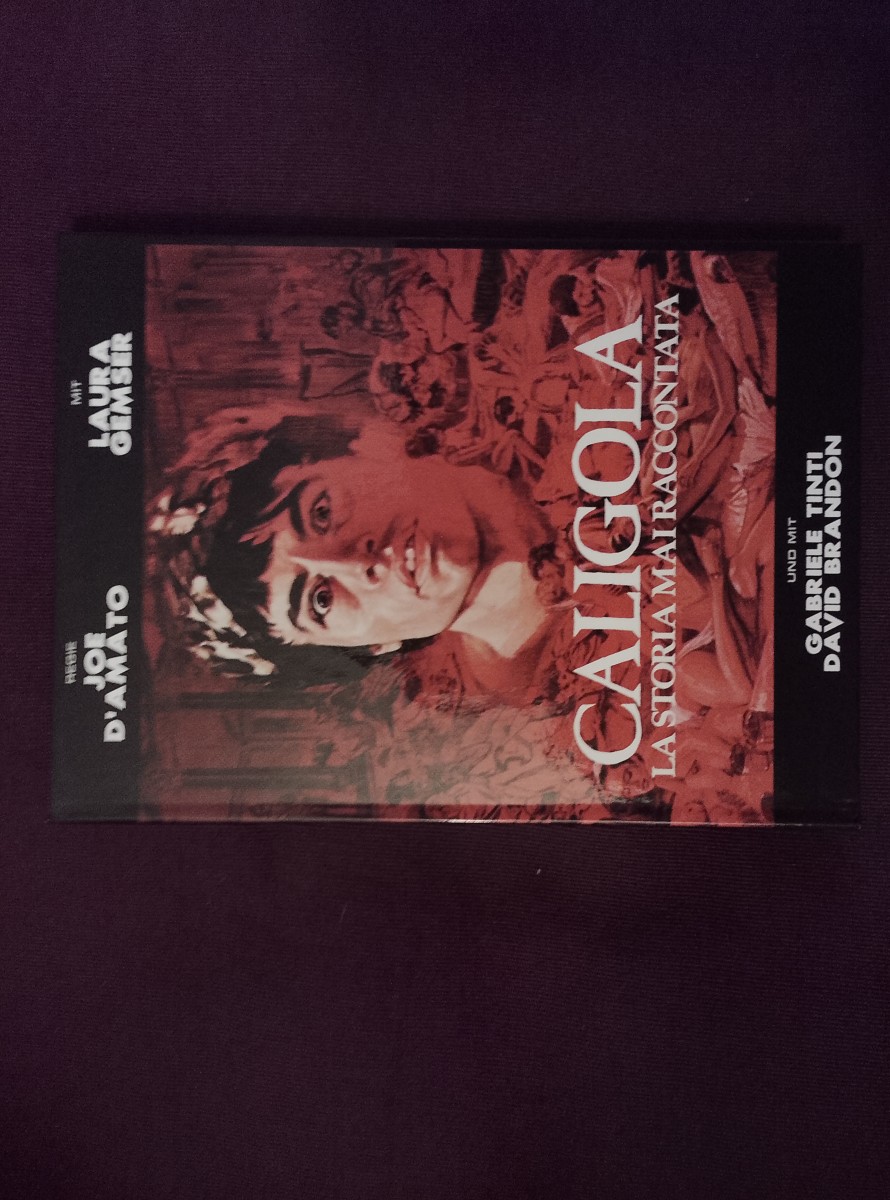 REGIE
JOE
D'AMATO
MIT
LAURA
GEMSER
CALIGOLA
LA STORIA MAI RACCONTATA
UND MIT
GABRIELE TINTI
DAVID BRANDON